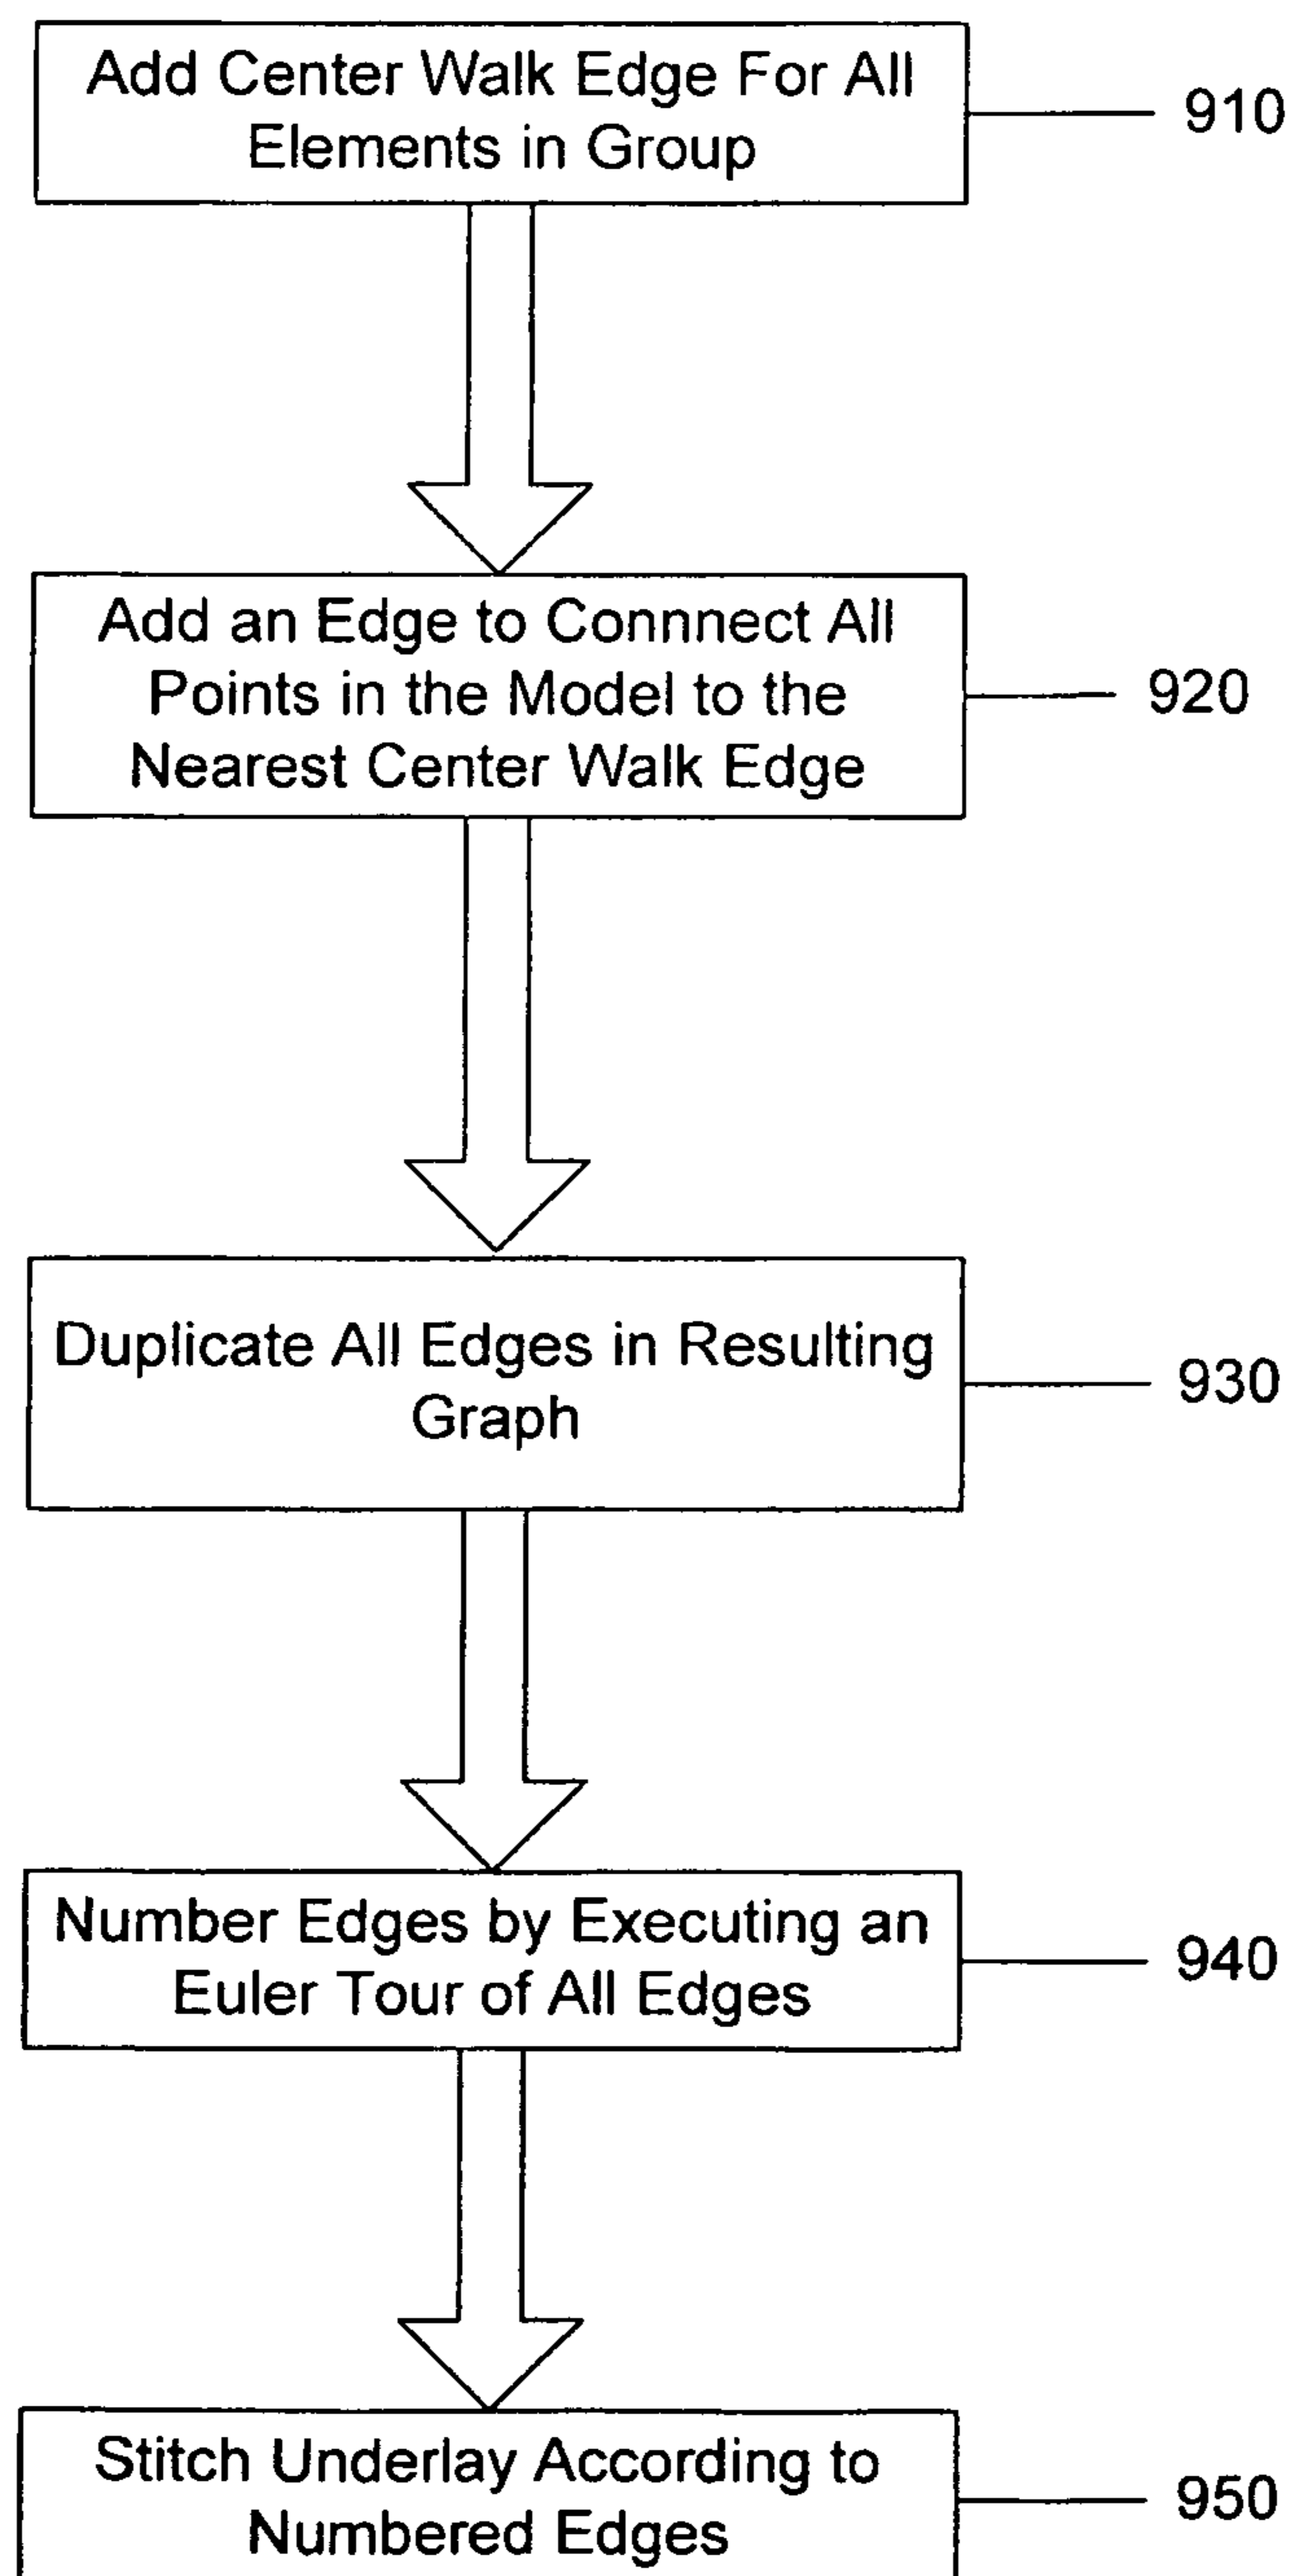 Add Center Walk Edge For All
Elements in Group
910
Add an Edge to Connnect All
Points in the Model to the
Nearest Center Walk Edge
920
Duplicate All Edges in Resulting
Graph
930
Number Edges by Executing an
Euler Tour of All Edges
940
Stitch Underlay According to
Numbered Edges
950